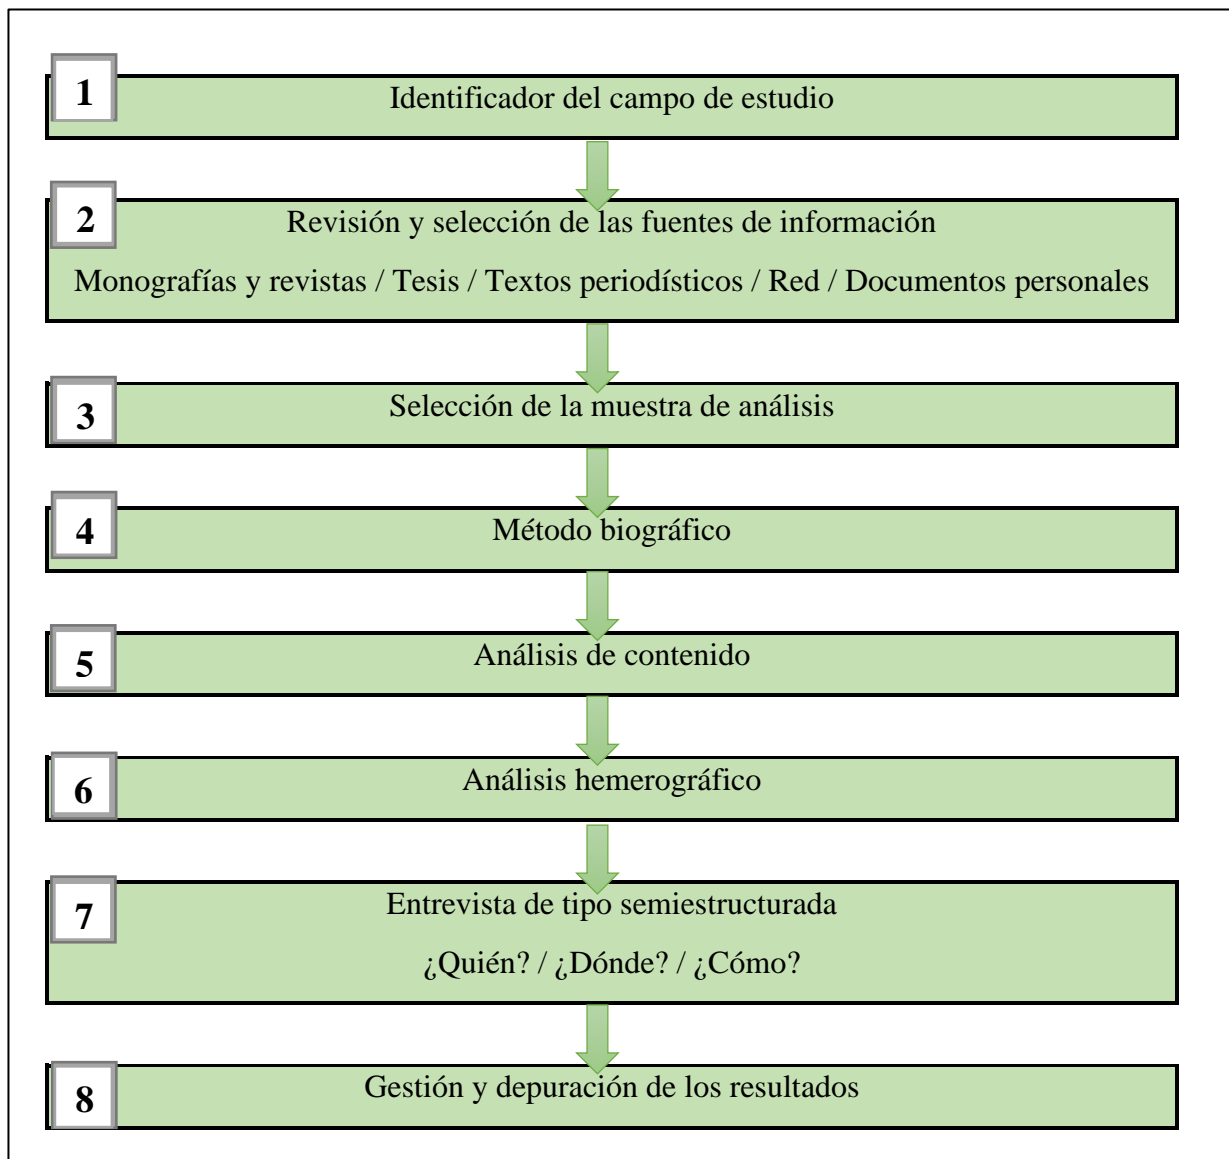 1
Identificador del campo de estudio
2
Revisión y selección de las fuentes de información
Monografías y revistas / Tesis / Textos periodísticos / Red / Documentos personales
3
Selección de la muestra de análisis
4
Método biográfico
5
Análisis de contenido
6
Análisis hemerográfico
7
Entrevista de tipo semiestructurada
¿Quién? / ¿Dónde? / ¿Cómo?
8
Gestión y depuración de los resultados